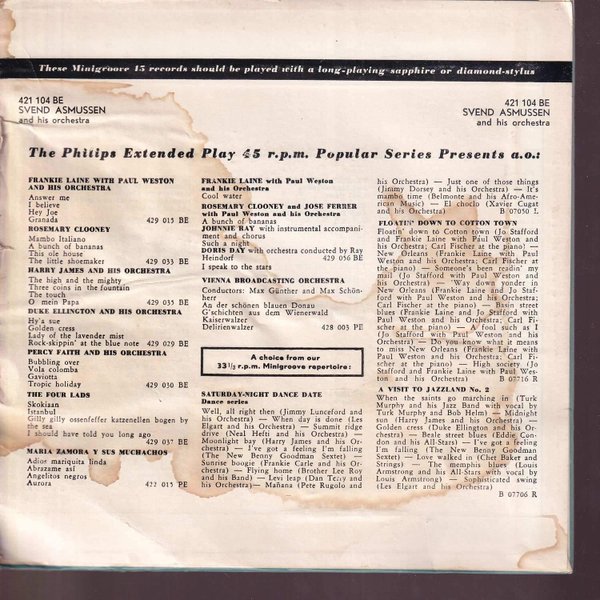 These Minigroove 45 records should be played with a long-playing sapphire or diamond-stylus
421 104 BE
SVEND ASMUSSEN
and his orchestra
421 104 BE
SVEND ASMUSSEN
and his orchestra
The Philips Extended Play 45 r.p.m. Popular Series Presents a.o.:
FRANKIE LAINE WITH PAUL WESTON
AND HIS ORCHESTRA
Answer me
I believe
Hey Joe
Granada 429 015 BE
ROSEMARY CLOONEY
Mambo Italiano
A bunch of bananas
This ole house
The little shoemaker 429 033 BE
HARRY JAMES AND HIS ORCHESTRA
The high and the mighty
Three coins in the fountain
The touch
O mein Papa 429 035 BE
DUKE ELLINGTON AND HIS ORCHESTRA
Hy'a sue
Golden cress
Lady of the lavender mist
Rock-skippin' at the blue note 429 029 BE
PERCY FAITH AND HIS ORCHESTRA
Bubbling over
Vola colomba
Gaviotta
Tropic holiday 429 030 BE
THE FOUR LADS
Skokiaan
Istanbul
Gilly gilly ossenfeffer katzenellen bogen by
the sea
I should have told you long ago
429 037 BE
MARIA ZAMORA Y SUS MUCHACHOS
Adios mariquita linda
Abrazame asi
Angelitos negros
Aurora 422 015 PE
FRANKIE LAINE with Paul Weston
and his Orchestra
Cool water
ROSEMARY CLOONEY and JOSE FERRER
with Paul Weston and his Orchestra
A bunch of bananas
JOHNNIE RAY with instrumental accompani-
ment and chorus
Such a night
DORIS DAY with orchestra conducted by Ray
Heindorf 429 056 BE
I speak to the stars
VIENNA BROADCASTING ORCHESTRA
Conductors: Max Günther and Max Schön-
herr
An der schönen blauen Donau
G'schichten aus dem Wienerwald
Kaiserwalzer
Delirienwalzer 428 003 PE
A choice from our
33 1/3 r.p.m. Minigroove repertoire:
SATURDAY-NIGHT DANCE DATE
Dance series
Well, all right then (Jimmy Lunceford and
his Orchestra) — When day is done (Les
Elgart and his Orchestra) — Summit ridge
drive (Neal Hefti and his Orchestra) —
Moonlight bay (Harry James and his Or-
chestra) — I've got a feeling I'm falling
(The New Benny Goodman Sextet) —
Sunrise boogie (Frankie Carle and his Or-
chestra) — Flying home (Brother Lee Roy
and his Band) — Levi leap (Dan Terry and
his Orchestra)— Mañana (Pete Rugolo and
his Orchestra) — Just one of those things
(Jimmy Dorsey and his Orchestra) — It's
mambo time (Belmonte and his Afro-Ame-
rican Music) — El choclo (Xavier Cugat
and his Orchestra) B 07050 L
FLOATIN' DOWN TO COTTON TOWN
Floatin' down to Cotton town (Jo Stafford
and Frankie Laine with Paul Weston and
his Orchestra; Carl Fischer at the piano) —
New Orleans (Frankie Laine with Paul
Weston and his Orchestra; Carl Fischer at
the piano) — Someone's been readin' my
mail (Jo Stafford with Paul Weston and
his Orchestra) — 'Way down yonder in
New Orleans (Frankie Laine and Jo Staf-
ford with Paul Weston and his Orchestra;
Carl Fischer at the piano) — Basin street
blues (Frankie Laine and Jo Stafford with
Paul Weston and his Orchestra; Carl Fis-
cher at the piano) — A fool such as I
(Jo Stafford with Paul Weston and his
Orchestra) — Do you know what it means
to miss New Orleans (Frankie Laine with
Paul Weston and his Orchestra; Carl Fi-
scher at the piano) — High society (Jo
Stafford and Frankie Laine with Paul Wes-
ton and his Orchestra) B 07716 R
A VISIT TO JAZZLAND No. 2
When the saints go marching in (Turk
Murphy and his Jazz Band with vocal by
Turk Murphy and Bob Helm) — Midnight
sun (Harry James and his Orchestra) —
Golden cress (Duke Ellington and his Or-
chestra) — Beale street blues (Eddie Con-
don and his All-Stars) — I've got a feeling
I'm falling (The New Benny Goodman
Sextet) — Love walked in (Chet Baker and
Strings) — The memphis blues (Louis
Armstrong and his All-Stars with vocal by
Louis Armstrong) — Sophisticated swing
(Les Elgart and his Orchestra)
B 07706 R